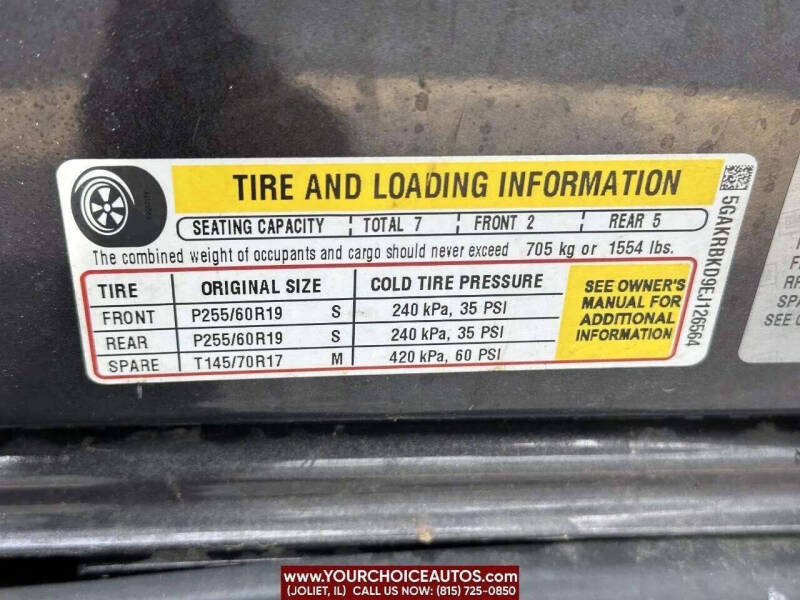 TIRE AND LOADING INFORMATION
SEATING CAPACITY TOTAL 7 FRONT 2 REAR 5
The combined weight of occupants and cargo should never exceed 705 kg or 1554 lbs.
TIRE ORIGINAL SIZE COLD TIRE PRESSURE
FRONT P255/60R19 S 240 kPa, 35 PSI
REAR P255/60R19 S 240 kPa, 35 PSI
SPARE T145/70R17 M 420 kPa, 60 PSI
SEE OWNER'S
MANUAL FOR
ADDITIONAL
INFORMATION
5GAKRBKD9EJ126564
SEE O
WWW.YOURCHOICEAUTOS.COM
(JOLIET, IL) CALL US NOW: (815) 725-0850